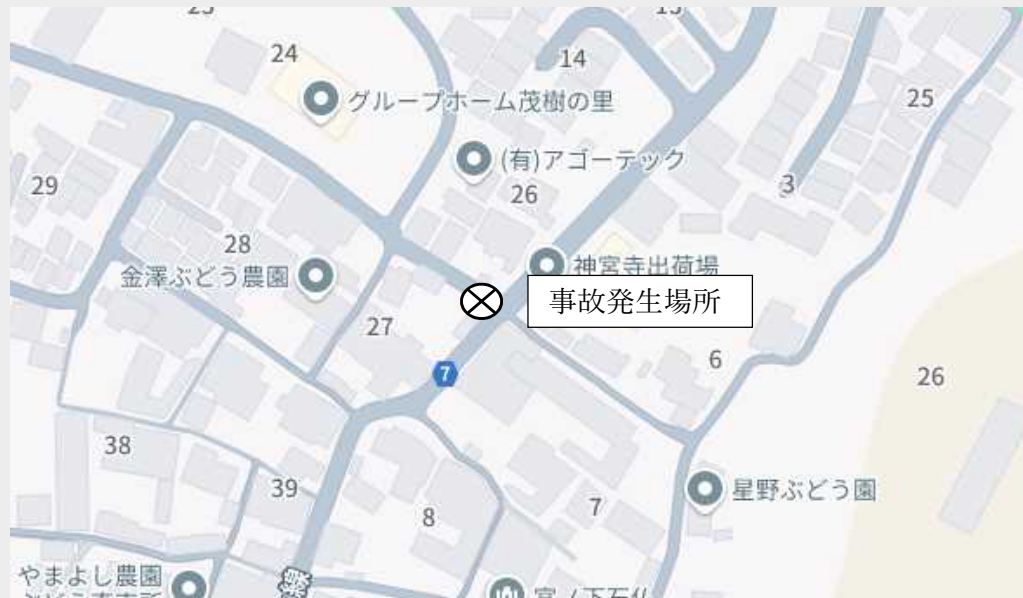 24
14
グループホーム茂樹の里
25
(有)アゴーテック
29
26
3
28
金澤ぶどう農園
神宮寺出荷場
事故発生場所
27
7
6
26
38
39
8
7
星野ぶどう園
やまよし農園
線